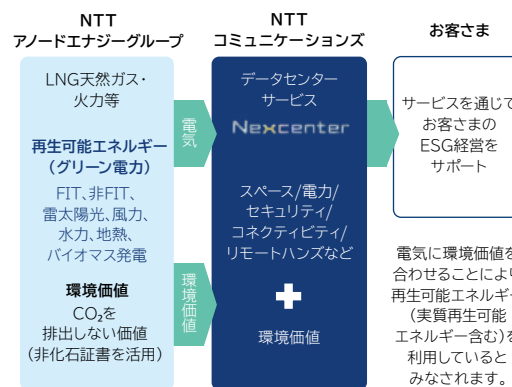 NTT
アノードエナジーグループ
LNG天然ガス・
火力等
再生可能エネルギー
（グリーン電力）
FIT、非FIT、
雷太陽光、風力、
水力、地熱、
バイオマス発電
環境価値
CO₂を
排出しない価値
（非化石証書を活用）
電気
環境価値
NTT
コミュニケーションズ
データセンター
サービス
Nexcenter
スペース/電力/
セキュリティ/
コネクティビティ/
リモートハンズなど
+
環境価値
お客さま
サービスを通じて
お客さまの
ESG経営を
サポート
電気に環境価値を
合わせることにより
再生可能エネルギー
（実質再生可能
エネルギー含む）を
利用していると
みなされます。